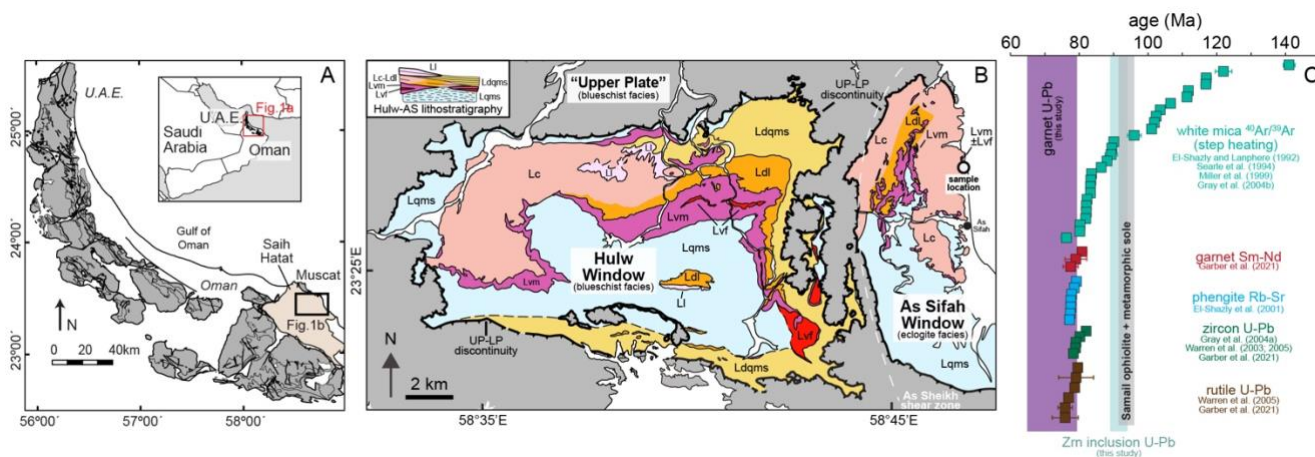 A
U.A.E.
Fig.1a
U.A.E.
Saudi
Arabia
Oman
25°00'
24°00'
23°00'
Gulf of
Oman
Oman
Saih
Hatat
Muscat
Fig.1b
N
0 20 40km
56°00'
57°00'
58°00'
B
Ll
Lc-Ldl
Lvm
Lvf
Ldqms
Lqms
Hulw-AS lithostratigraphy
"Upper Plate"
(blueschist facies)
UP-LP
discontinuity
Ldqms
Lc
Ldl
Lvm
Lvm
±Lvf
sample
location
As
Sifah
Lqms
Lc
Ll
Ldl
Lvm
Lvf
Lqms
Hulw
Window
(blueschist facies)
Ldl
Ll
Lvm
Lc
As Sifah
Window
(eclogite facies)
Lvf
Lqms
UP-LP
discontinuity
Ldqms
As Sheikh
shear zone
N
2 km
23°25'
58°35'
58°45'
age (Ma)
60 80 100 120 140
C
garnet U-Pb
(this study)
Samail ophiolite + metamorphic sole
white mica ⁴⁰Ar/³⁹Ar
(step heating)
El-Shazly and Lanphere (1992)
Searle et al. (1994)
Miller et al. (1999)
Gray et al. (2004b)
garnet Sm-Nd
Garber et al. (2021)
phengite Rb-Sr
El-Shazly et al. (2001)
zircon U-Pb
Gray et al. (2004a)
Warren et al. (2003; 2005)
Garber et al. (2021)
rutile U-Pb
Warren et al. (2005)
Garber et al. (2021)
Zrn inclusion U-Pb
(this study)